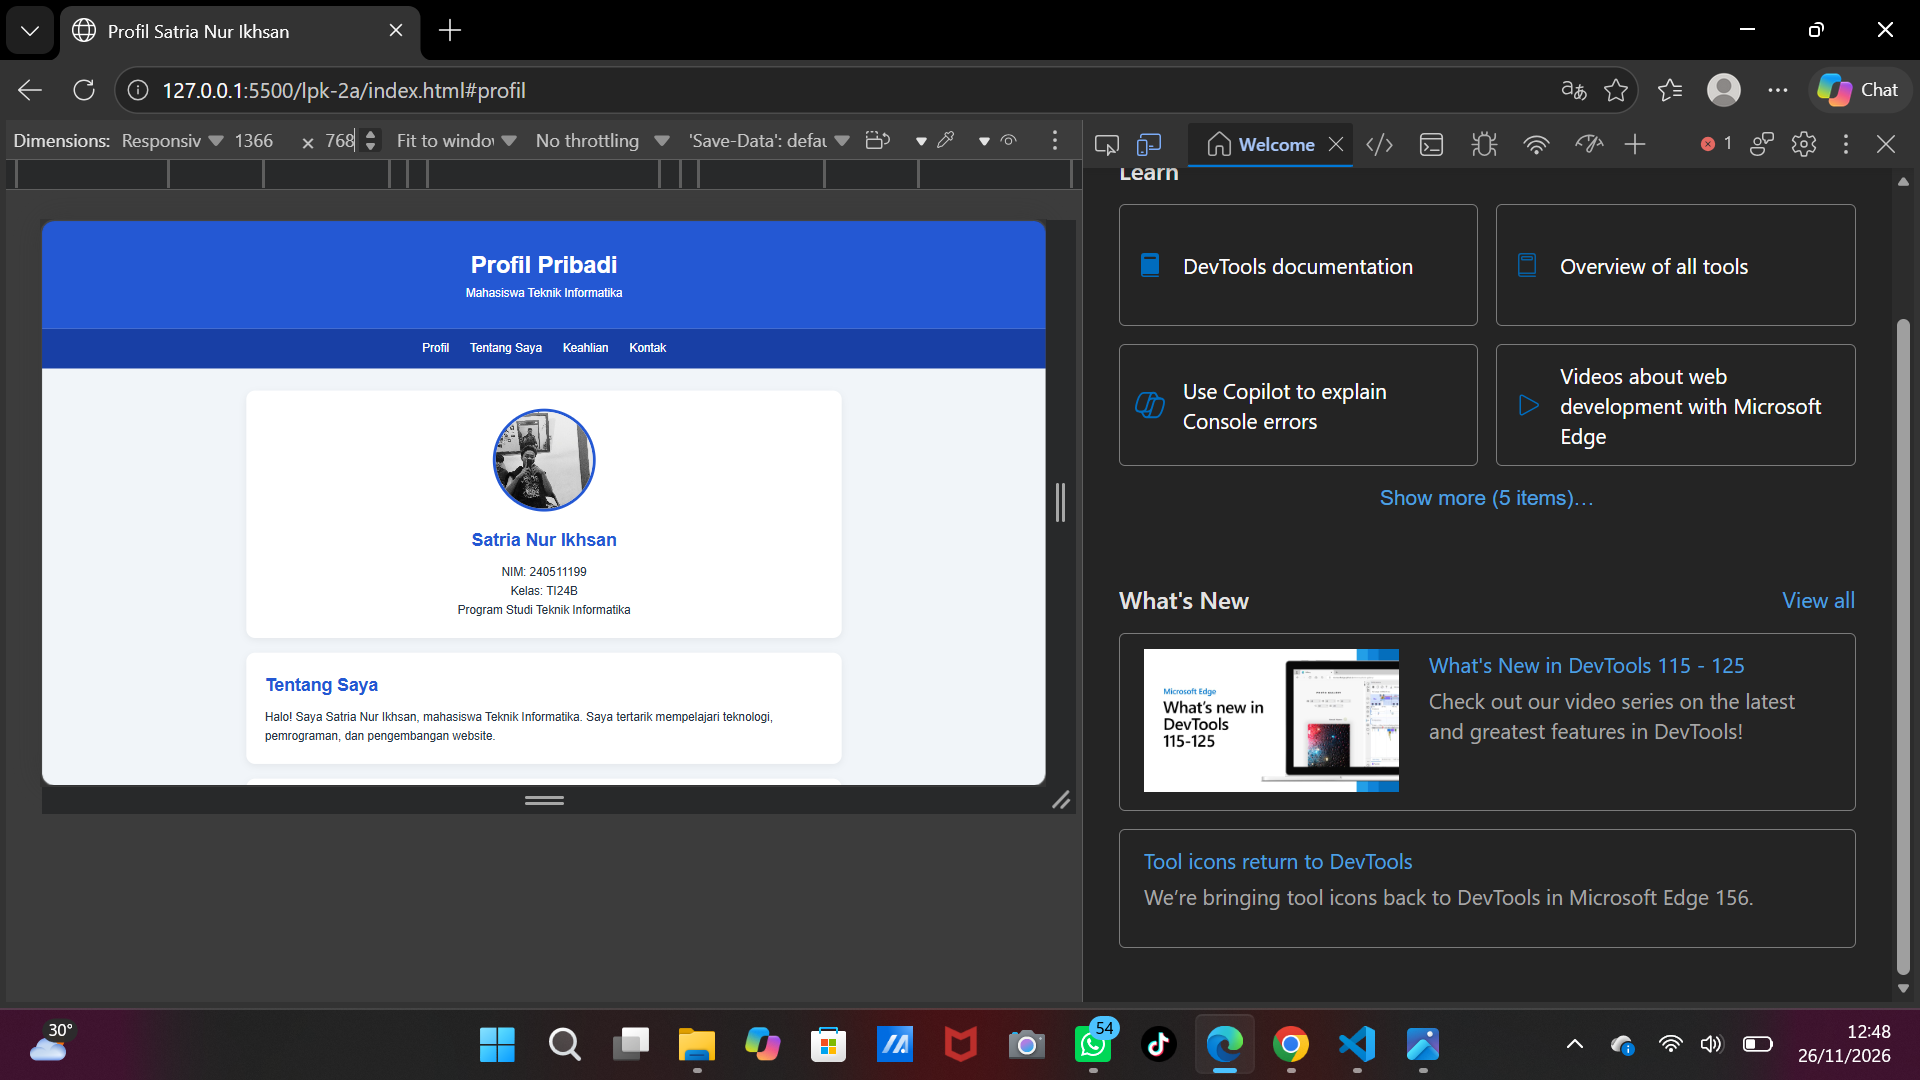 Profil Satria Nur Ikhsan
127.0.0.1:5500/lpk-2a/index.html#profil
Chat
Dimensions: Responsiv 1366 × 768 Fit to windov No throttling 'Save-Data': defau
Welcome
1
Profil Pribadi
Mahasiswa Teknik Informatika
Profil Tentang Saya Keahlian Kontak
Satria Nur Ikhsan
NIM: 240511199
Kelas: TI24B
Program Studi Teknik Informatika
Tentang Saya
Halo! Saya Satria Nur Ikhsan, mahasiswa Teknik Informatika. Saya tertarik mempelajari teknologi,
pemrograman, dan pengembangan website.
Learn
DevTools documentation
Overview of all tools
Use Copilot to explain
Console errors
Videos about web
development with Microsoft
Edge
Show more (5 items)...
What's New
View all
Microsoft Edge
What's new in
DevTools
115-125
What's New in DevTools 115 - 125
Check out our video series on the latest
and greatest features in DevTools!
Tool icons return to DevTools
We're bringing tool icons back to DevTools in Microsoft Edge 156.
30°
54
12:48
26/11/2026